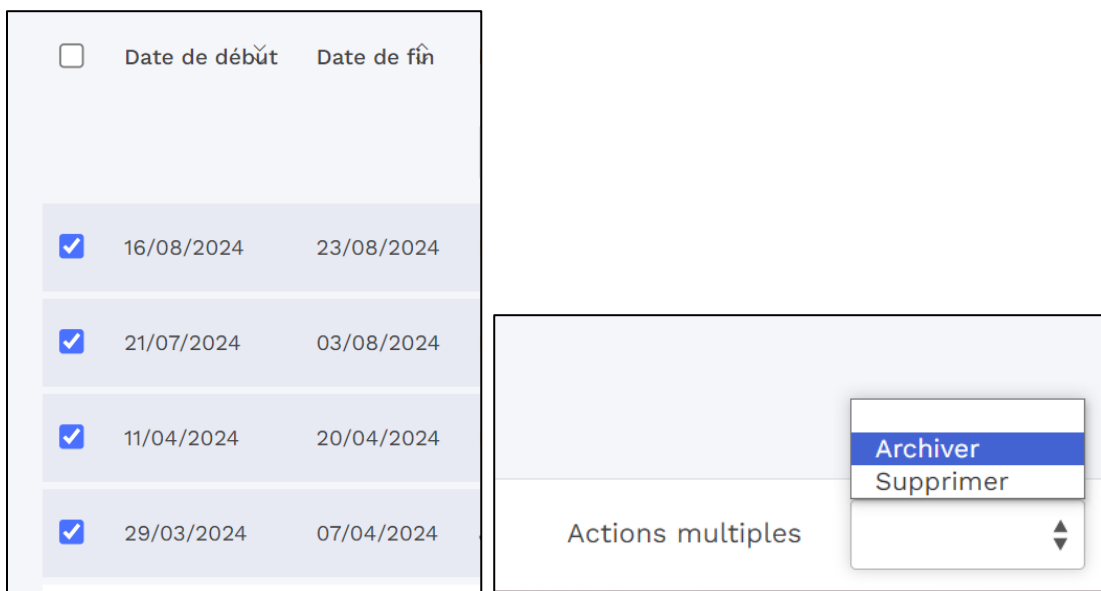 Date de début Date de fin
16/08/2024 23/08/2024
21/07/2024 03/08/2024
11/04/2024 20/04/2024
29/03/2024 07/04/2024
Archiver
Supprimer
Actions multiples